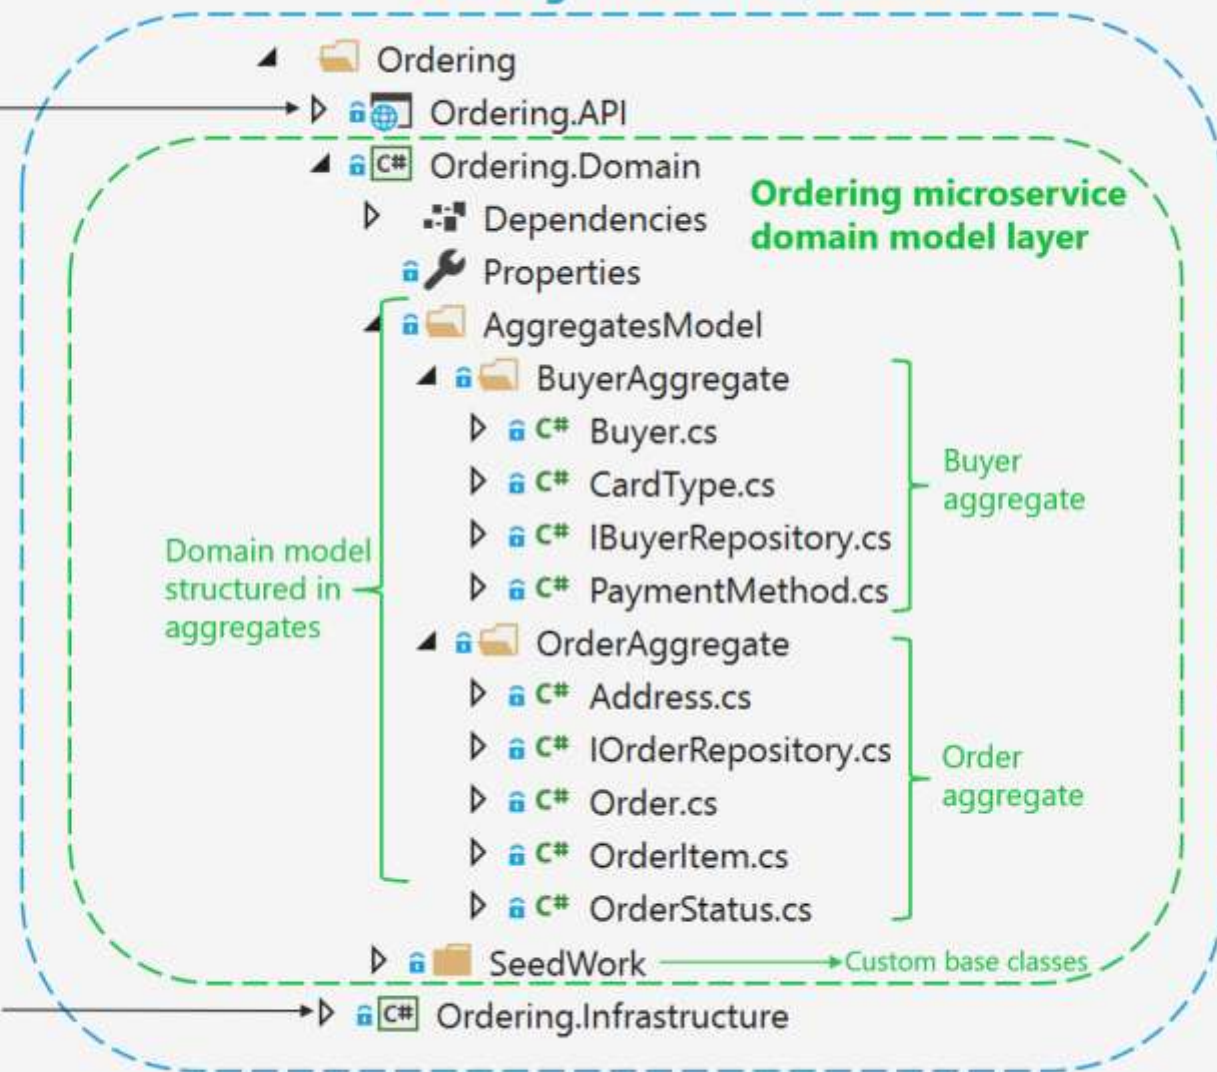 Ordering
Ordering.API
C# Ordering.Domain
Ordering microservice
domain model layer
Dependencies
Properties
AggregatesModel
BuyerAggregate
C# Buyer.cs
C# CardType.cs
C# IBuyerRepository.cs
C# PaymentMethod.cs
Buyer
aggregate
Domain model
structured in
aggregates
OrderAggregate
C# Address.cs
C# IOrderRepository.cs
C# Order.cs
C# OrderItem.cs
C# OrderStatus.cs
Order
aggregate
SeedWork
Custom base classes
C# Ordering.Infrastructure